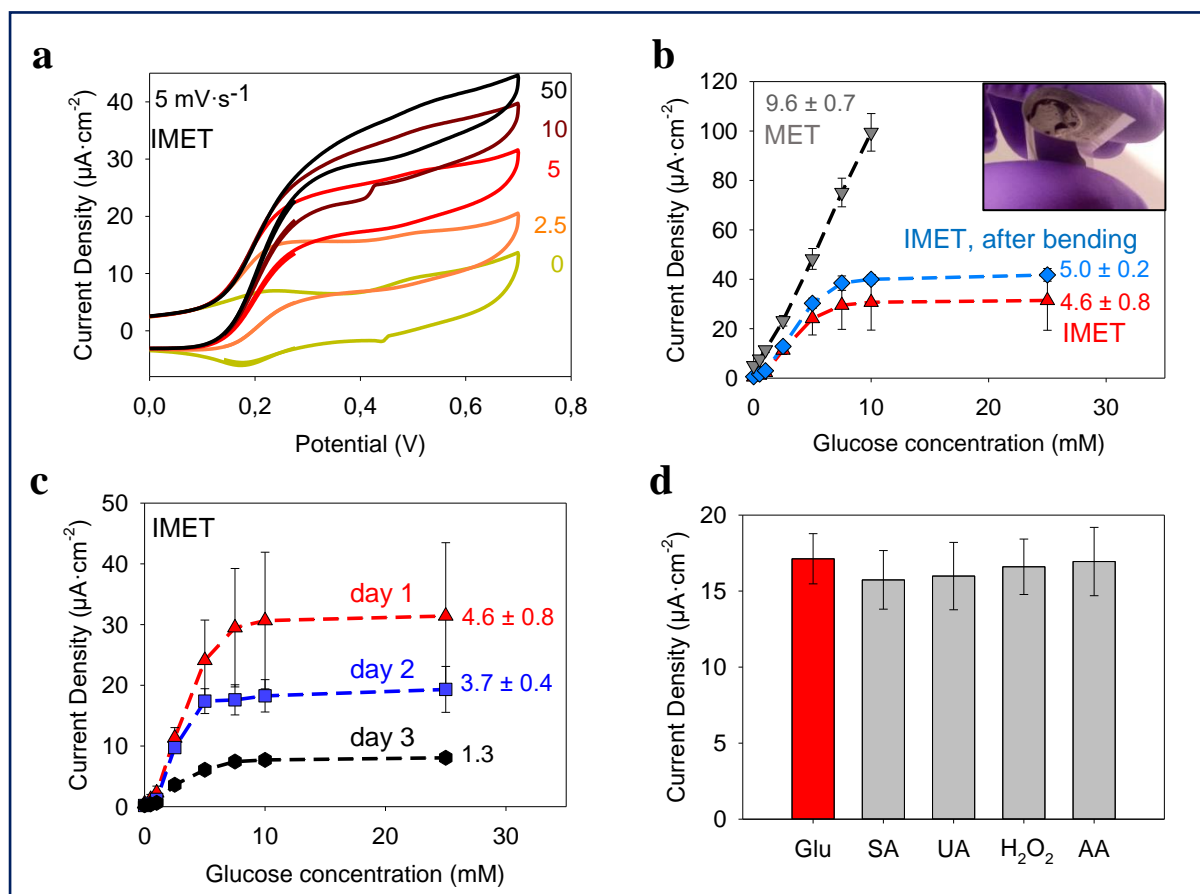 a
5 mV·s⁻¹
IMET
50
10
5
2.5
0
40
30
20
10
0
Current Density (µA·cm⁻²)
0,0 0,2 0,4 0,6 0,8
Potential (V)
b
9.6 ± 0.7
MET
IMET, after bending
5.0 ± 0.2
4.6 ± 0.8
IMET
120
100
80
60
40
20
0
Current Density (µA·cm⁻²)
0 10 20 30
Glucose concentration (mM)
c
IMET
day 1
4.6 ± 0.8
day 2
3.7 ± 0.4
day 3
1.3
50
40
30
20
10
0
Current Density (µA·cm⁻²)
0 10 20 30
Glucose concentration (mM)
d
20
15
10
5
0
Current Density (µA·cm⁻²)
Glu SA UA H₂O₂ AA